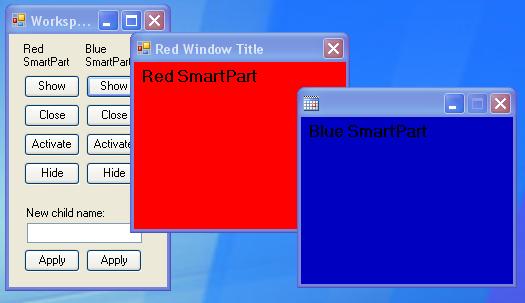 Worksp...
Red SmartPart
Blue SmartPart
Show
Show
Close
Close
Activate
Activate
Hide
Hide
New child name:
Apply
Apply
Red Window Title
Red SmartPart
Blue SmartPart